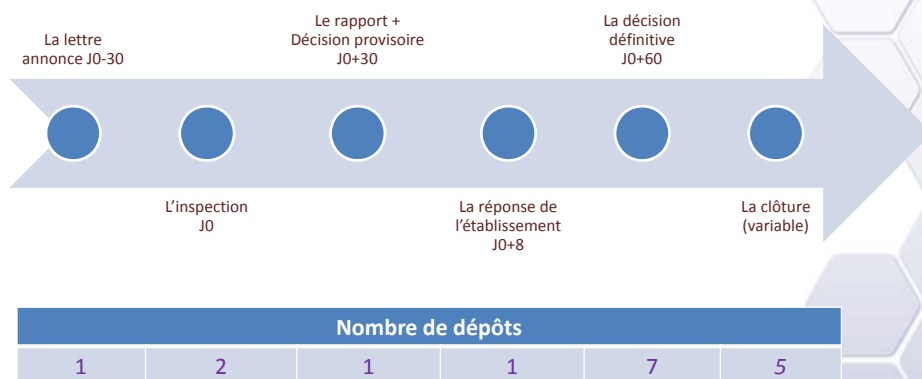 La lettre
annonce J0-30
L'inspection
J0
Le rapport +
Décision provisoire
J0+30
La réponse de
l'établissement
J0+8
La décision
définitive
J0+60
La clôture
(variable)
Nombre de dépôts
1 2 1 1 7 5